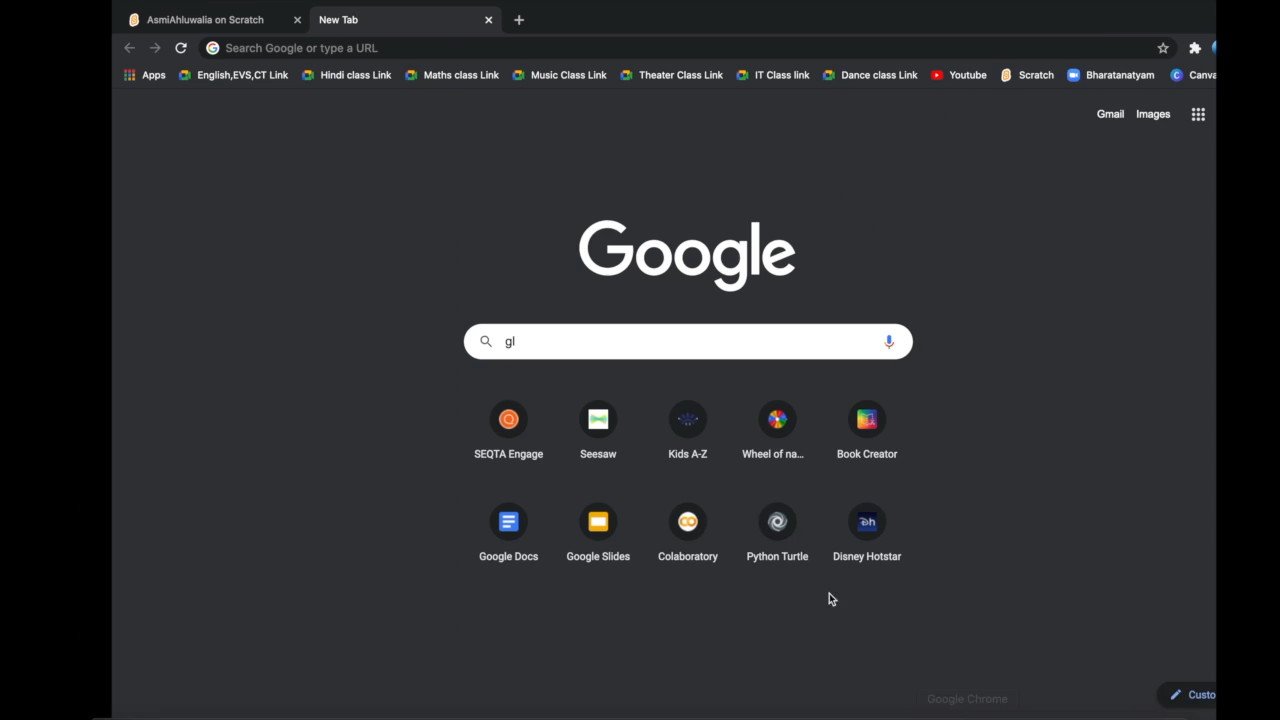 AsmiAhluwalia on Scratch
New Tab
Search Google or type a URL
Apps English,EVS,CT Link Hindi class Link Maths class Link Music Class Link Theater Class Link IT Class link Dance class Link Youtube Scratch Bharatanatyam Canva
Gmail Images
Google
gl
SEQTA Engage Seesaw Kids A-Z Wheel of na... Book Creator
Google Docs Google Slides Colaboratory Python Turtle Disney Hotstar
Google Chrome
Custo